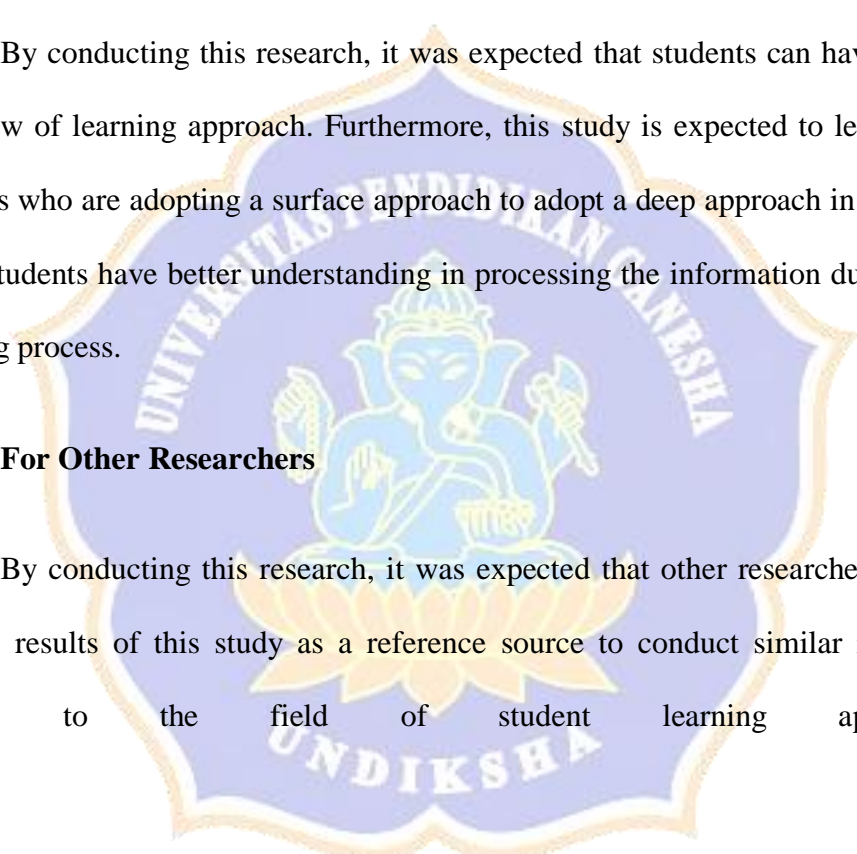 By conducting this research, it was expected that students can hav
w of learning approach. Furthermore, this study is expected to le
s who are adopting a surface approach to adopt a deep approach in
tudents have better understanding in processing the information du
g process.
For Other Researchers
By conducting this research, it was expected that other researche
results of this study as a reference source to conduct similar
to the field of student learning ap
UNIVERSITAS PENDIDIKAN GANESHA
UNDIKSHA